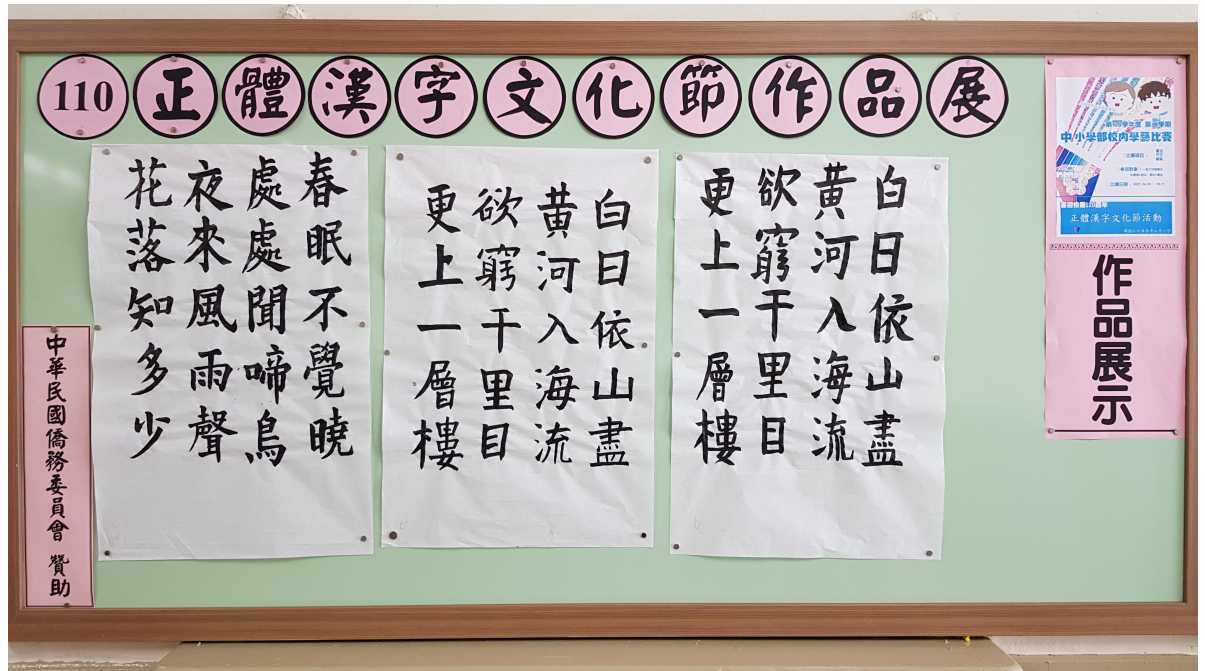 110 正體漢字文化節作品展
春眠不覺曉
處處聞啼鳥
夜來風雨聲
花落知多少
白日依山盡
黃河入海流
欲窮千里目
更上一層樓
白日依山盡
黃河入海流
欲窮千里目
更上一層樓
中小學部校內學藝比賽
正體漢字文化節活動
作品展示
中華民國僑務委員會 贊助